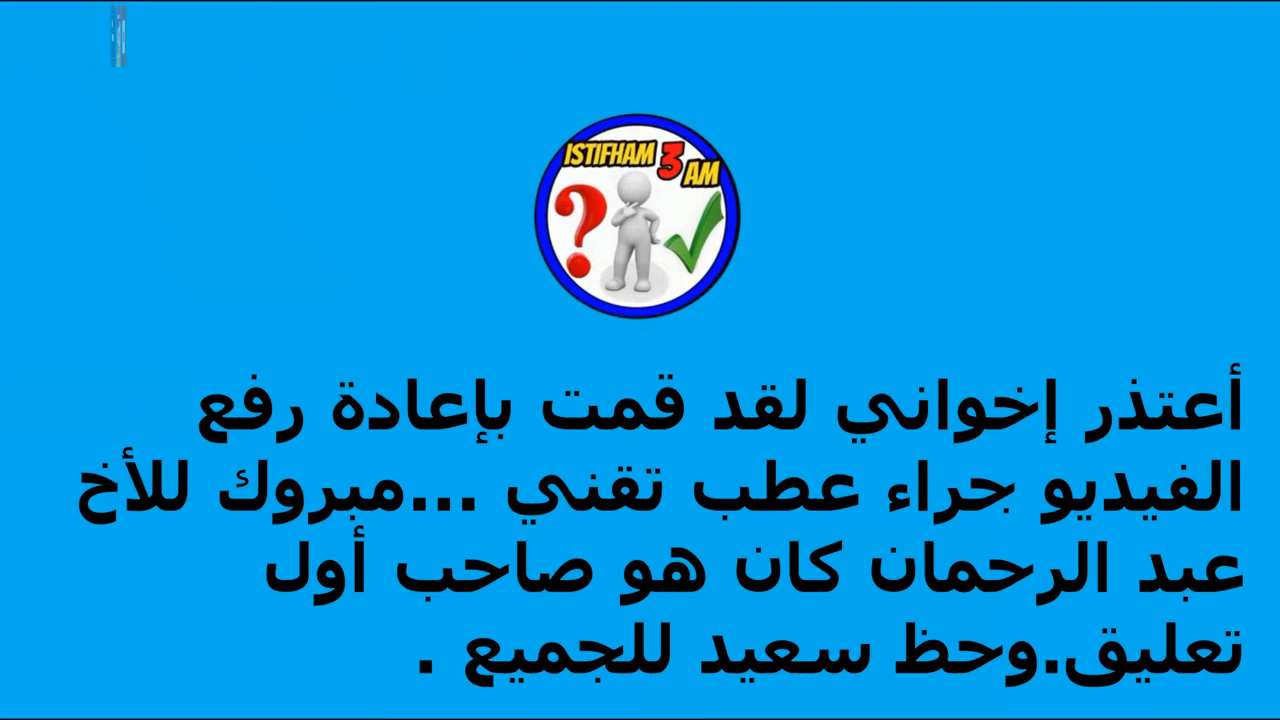 ISTIFHAM 3 AM
أعتذر إخواني لقد قمت بإعادة رفع
الفيديو جراء عطب تقني ...مبروك للأخ
عبد الرحمان كان هو صاحب أول
تعليق.وحظ سعيد للجميع .